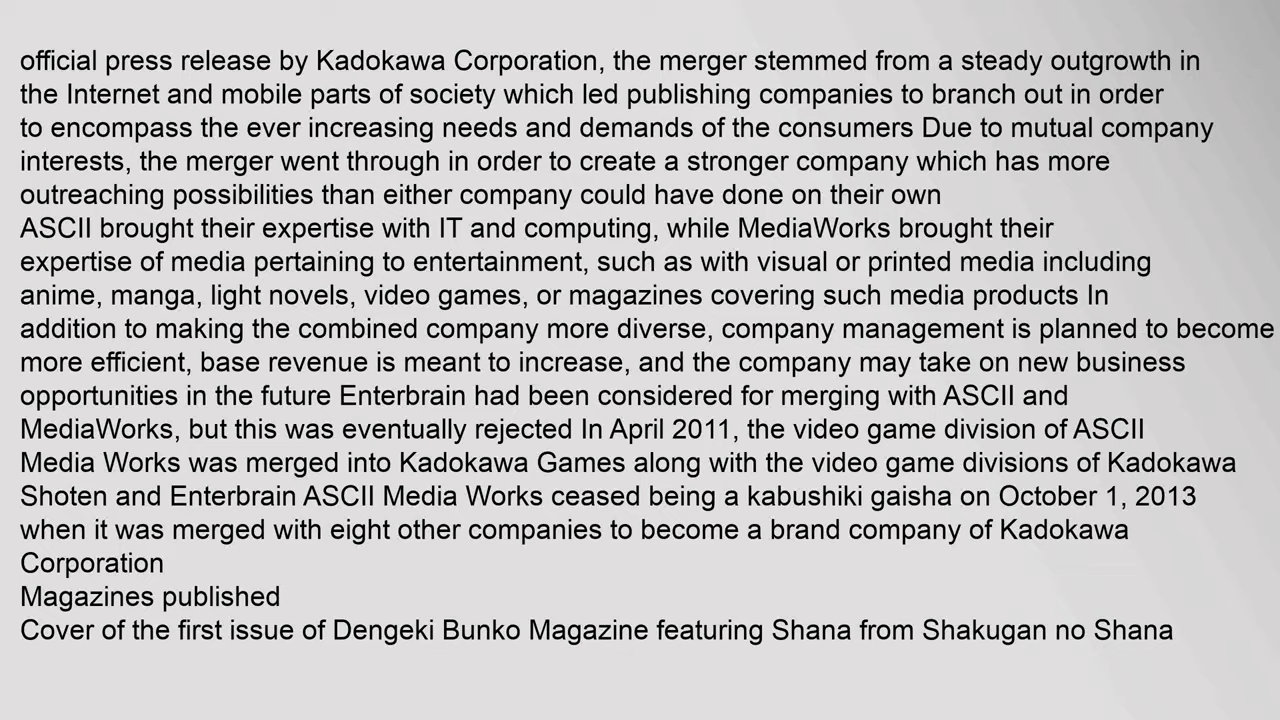 official press release by Kadokawa Corporation, the merger stemmed from a steady outgrowth in
the Internet and mobile parts of society which led publishing companies to branch out in order
to encompass the ever increasing needs and demands of the consumers Due to mutual company
interests, the merger went through in order to create a stronger company which has more
outreaching possibilities than either company could have done on their own
ASCII brought their expertise with IT and computing, while MediaWorks brought their
expertise of media pertaining to entertainment, such as with visual or printed media including
anime, manga, light novels, video games, or magazines covering such media products In
addition to making the combined company more diverse, company management is planned to become
more efficient, base revenue is meant to increase, and the company may take on new business
opportunities in the future Enterbrain had been considered for merging with ASCII and
MediaWorks, but this was eventually rejected In April 2011, the video game division of ASCII
Media Works was merged into Kadokawa Games along with the video game divisions of Kadokawa
Shoten and Enterbrain ASCII Media Works ceased being a kabushiki gaisha on October 1, 2013
when it was merged with eight other companies to become a brand company of Kadokawa
Corporation
Magazines published
Cover of the first issue of Dengeki Bunko Magazine featuring Shana from Shakugan no Shana